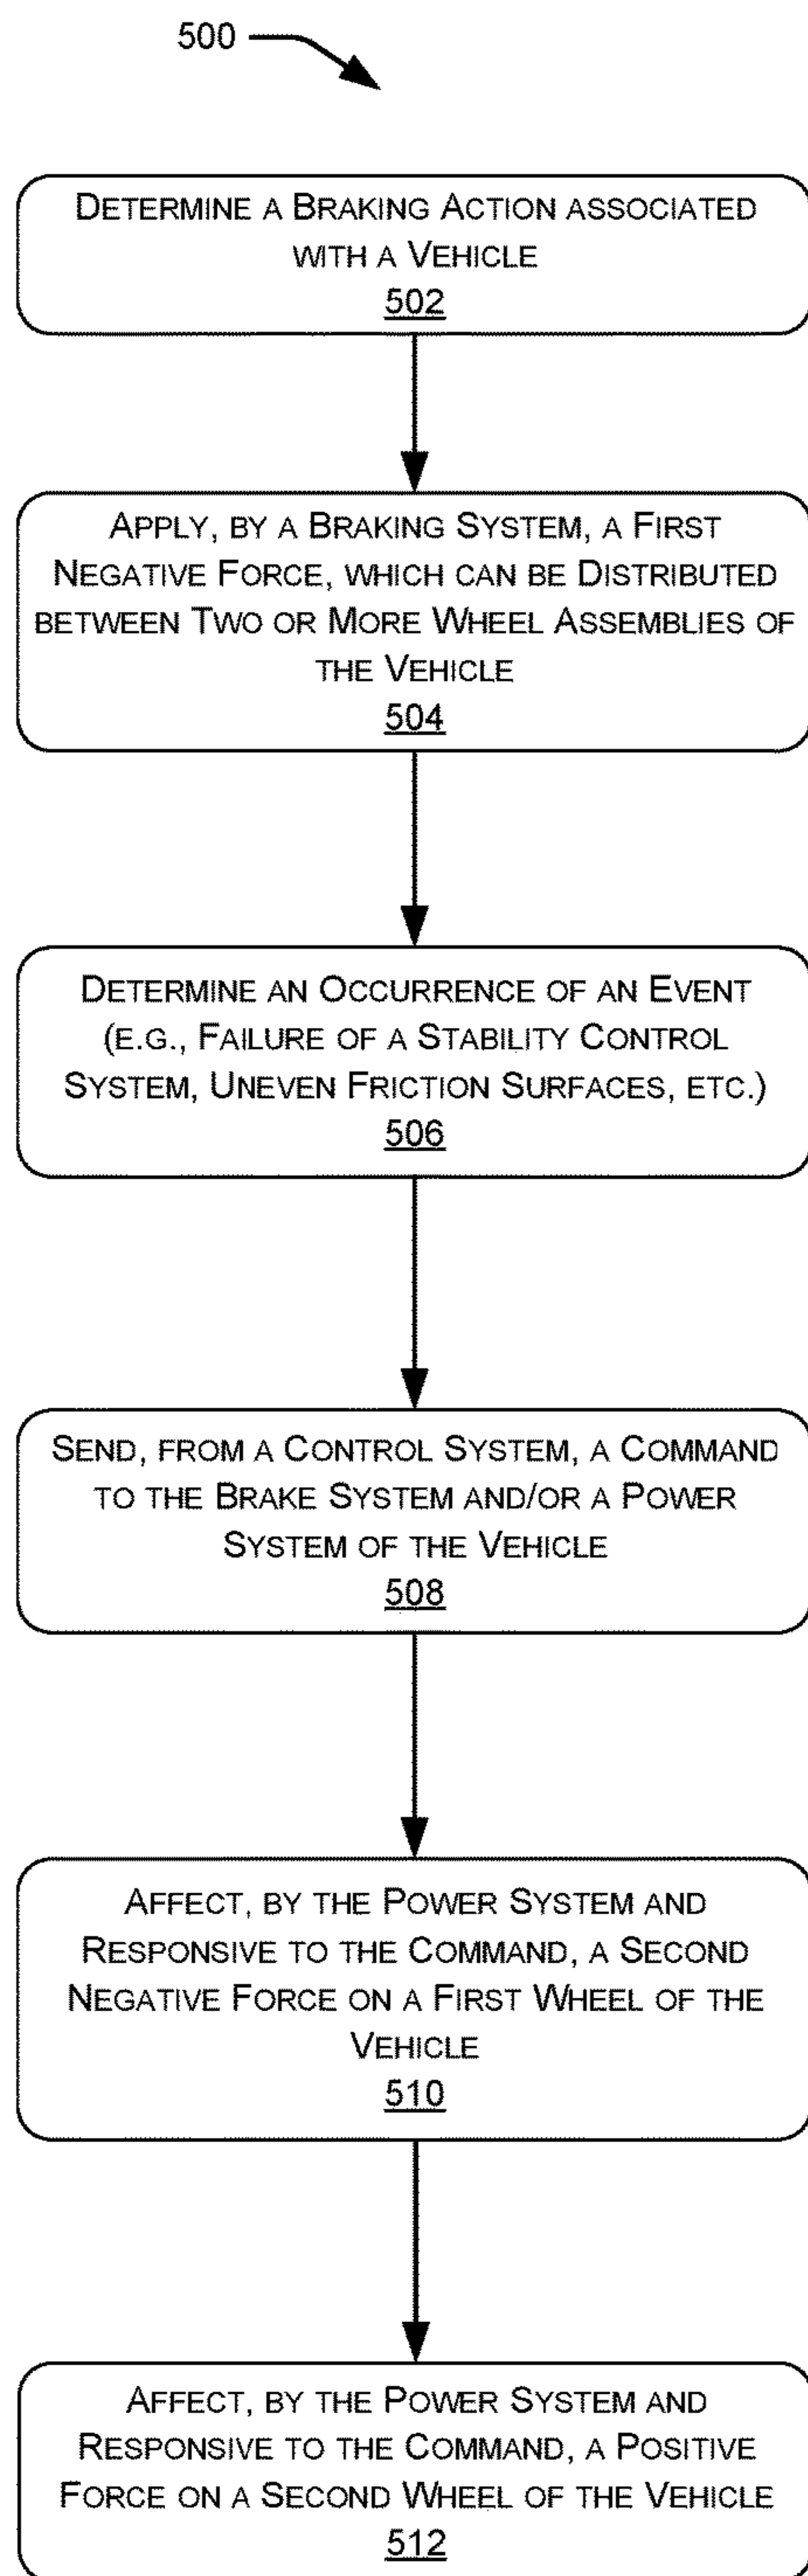 500
DETERMINE A BRAKING ACTION ASSOCIATED
WITH A VEHICLE
502
APPLY, BY A BRAKING SYSTEM, A FIRST
NEGATIVE FORCE, WHICH CAN BE DISTRIBUTED
BETWEEN TWO OR MORE WHEEL ASSEMBLIES OF
THE VEHICLE
504
DETERMINE AN OCCURRENCE OF AN EVENT
(E.G., FAILURE OF A STABILITY CONTROL
SYSTEM, UNEVEN FRICTION SURFACES, ETC.)
506
SEND, FROM A CONTROL SYSTEM, A COMMAND
TO THE BRAKE SYSTEM AND/OR A POWER
SYSTEM OF THE VEHICLE
508
AFFECT, BY THE POWER SYSTEM AND
RESPONSIVE TO THE COMMAND, A SECOND
NEGATIVE FORCE ON A FIRST WHEEL OF THE
VEHICLE
510
AFFECT, BY THE POWER SYSTEM AND
RESPONSIVE TO THE COMMAND, A POSITIVE
FORCE ON A SECOND WHEEL OF THE VEHICLE
512